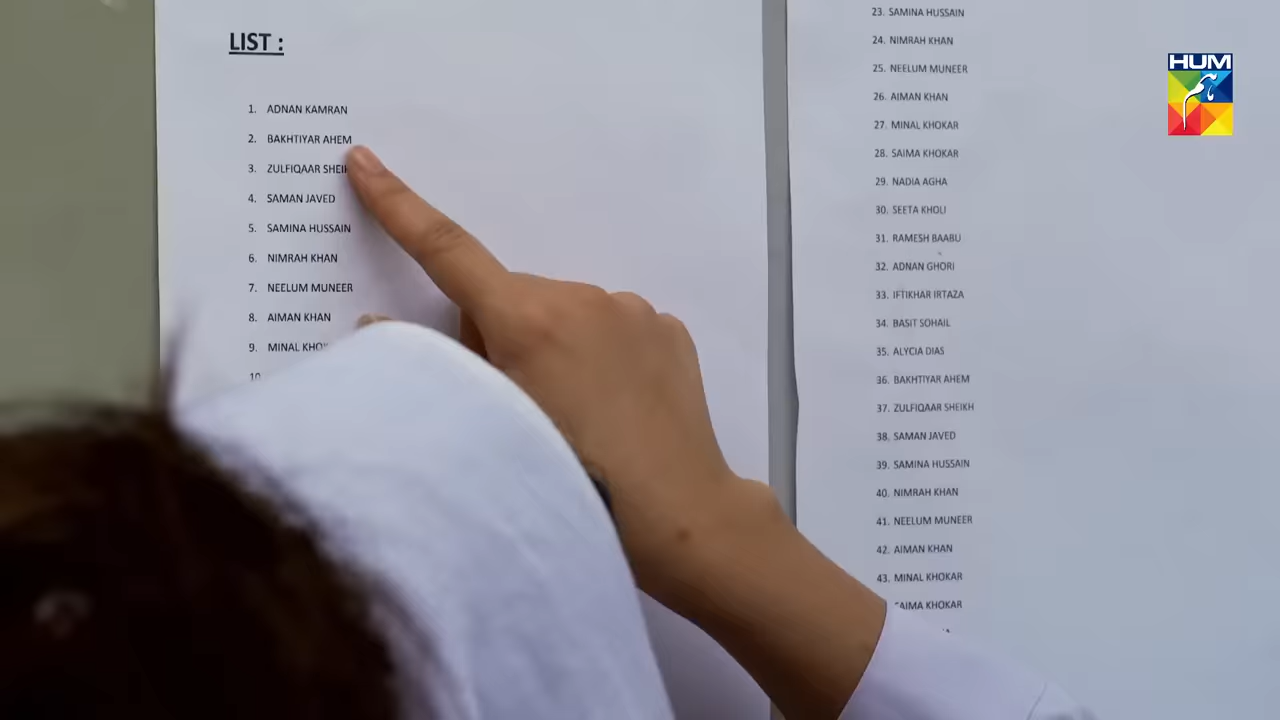 LIST :
1. ADNAN KAMRAN
2. BAKHTIYAR AHEM
3. ZULFIQAAR
4. SAMAN JAVED
5. SAMINA HUSSAIN
6. NIMRAH KHAN
7. NEELUM MUNEER
8. AIMAN KHAN
9. MINAL
10
23. SAMINA HUSSAIN
24. NIMRAH KHAN
25. NEELUM MUNEER
26. AIMAN KHAN
27. MINAL KHOKAR
28. SAIMA KHOKAR
29. NADIA AGHA
30. SEETA KHOLI
31. RAMESH BAABU
32. ADNAN GHORI
33. IFTIKHAR IRTAZA
34. BASIT SOHAIL
35. ALYCIA DIAS
36. BAKHTIYAR AHEM
37. ZULFIQAAR SHEIKH
38. SAMAN JAVED
39. SAMINA HUSSAIN
40. NIMRAH KHAN
41. NEELUM MUNEER
42. AIMAN KHAN
43. MINAL KHOKAR
SAIMA KHOKAR
HUM
ہم